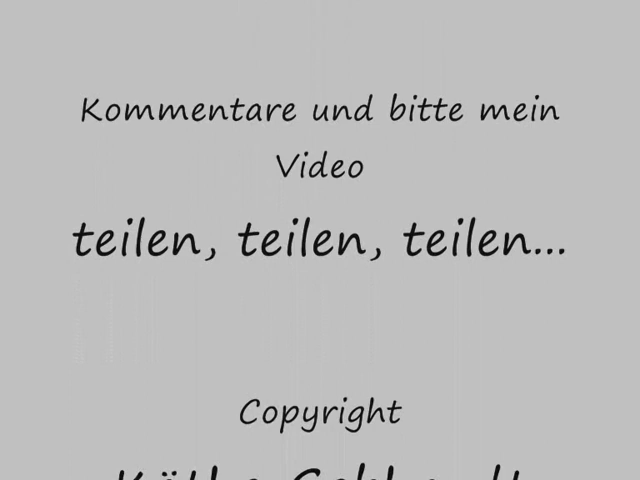 Kommentare und bitte mein
Video
teilen, teilen, teilen...
Copyright